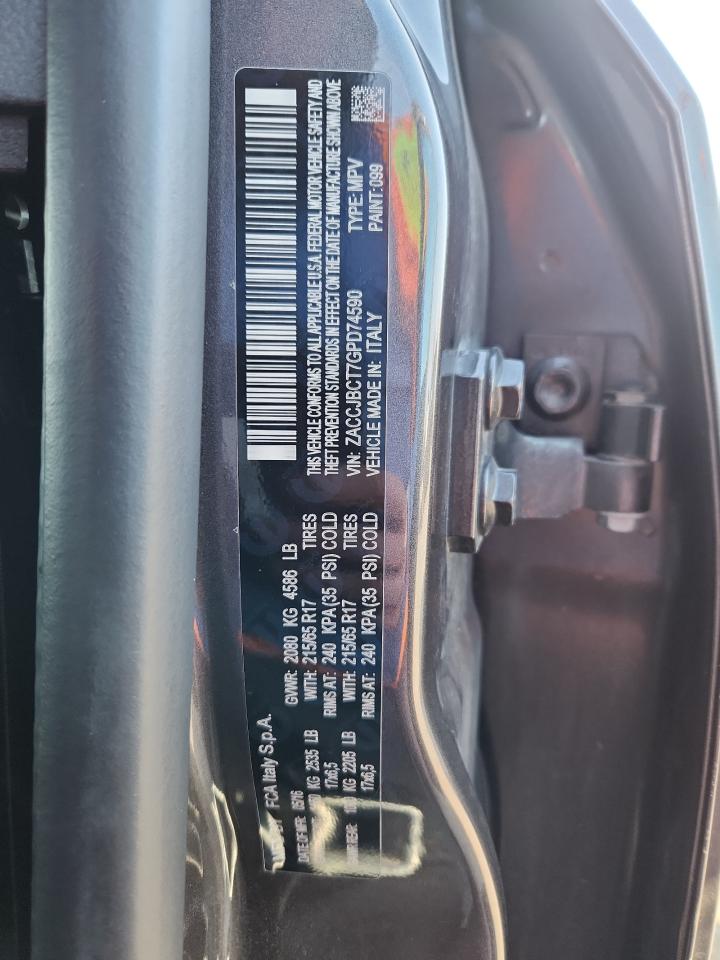 FCA Italy S.p.A.
DATE OF MFR: 05/16 GVWR: 2080 KG 4586 LB
KG 2535 LB WITH: 215/65 R17 TIRES
17x6,5 RIMS AT: 240 KPA (35 PSI) COLD
REAR: KG 2205 LB WITH: 215/65 R17 TIRES
17x6,5 RIMS AT: 240 KPA (35 PSI) COLD
THIS VEHICLE CONFORMS TO ALL APPLICABLE U.S.A. FEDERAL MOTOR VEHICLE SAFETY AND
THEFT PREVENTION STANDARDS IN EFFECT ON THE DATE OF MANUFACTURE SHOWN ABOVE
VIN: ZACCJBCT7GPD74590 TYPE: MPV
VEHICLE MADE IN: ITALY PAINT: 099